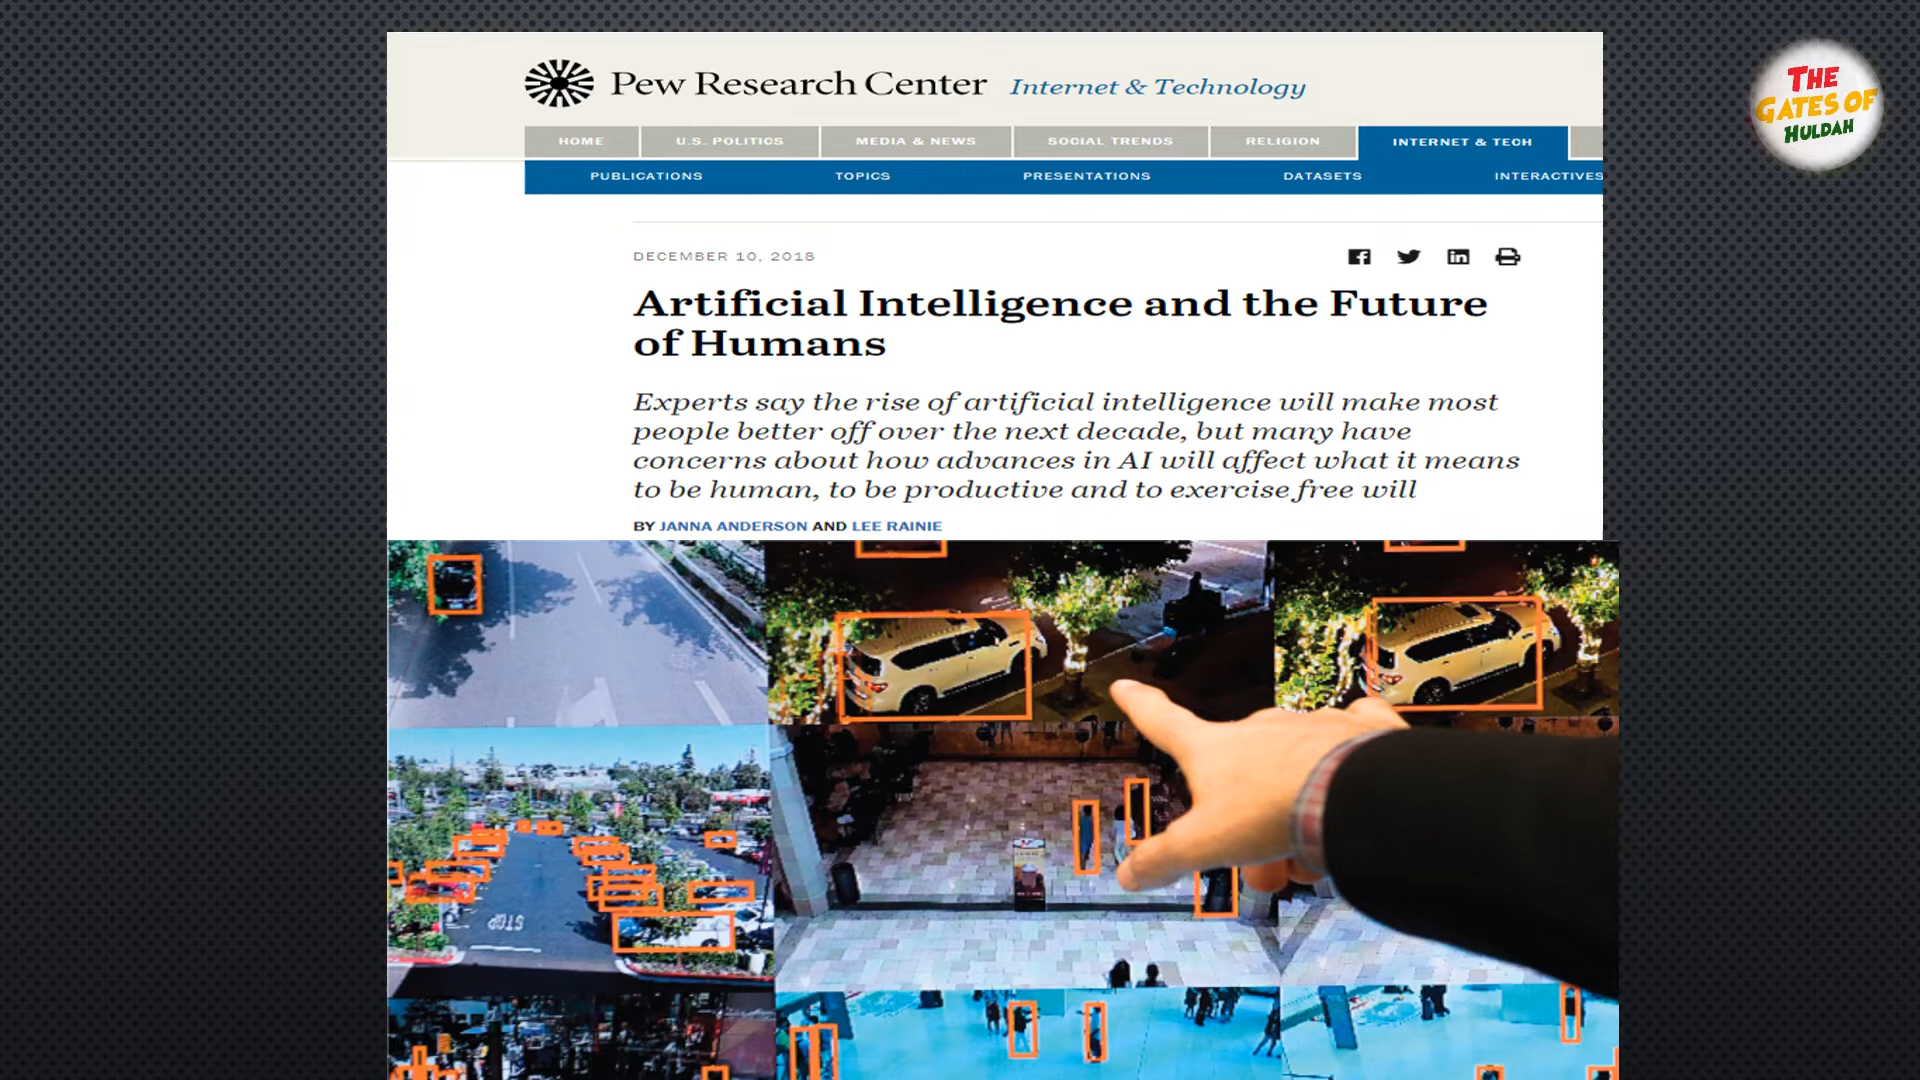 Pew Research Center Internet & Technology
THE
GATES OF
HULDAH
HOME U.S. POLITICS MEDIA & NEWS SOCIAL TRENDS RELIGION INTERNET & TECH
PUBLICATIONS TOPICS PRESENTATIONS DATASETS INTERACTIVES
DECEMBER 10, 2018
Artificial Intelligence and the Future
of Humans
Experts say the rise of artificial intelligence will make most
people better off over the next decade, but many have
concerns about how advances in AI will affect what it means
to be human, to be productive and to exercise free will
BY JANNA ANDERSON AND LEE RAINIE
STOP